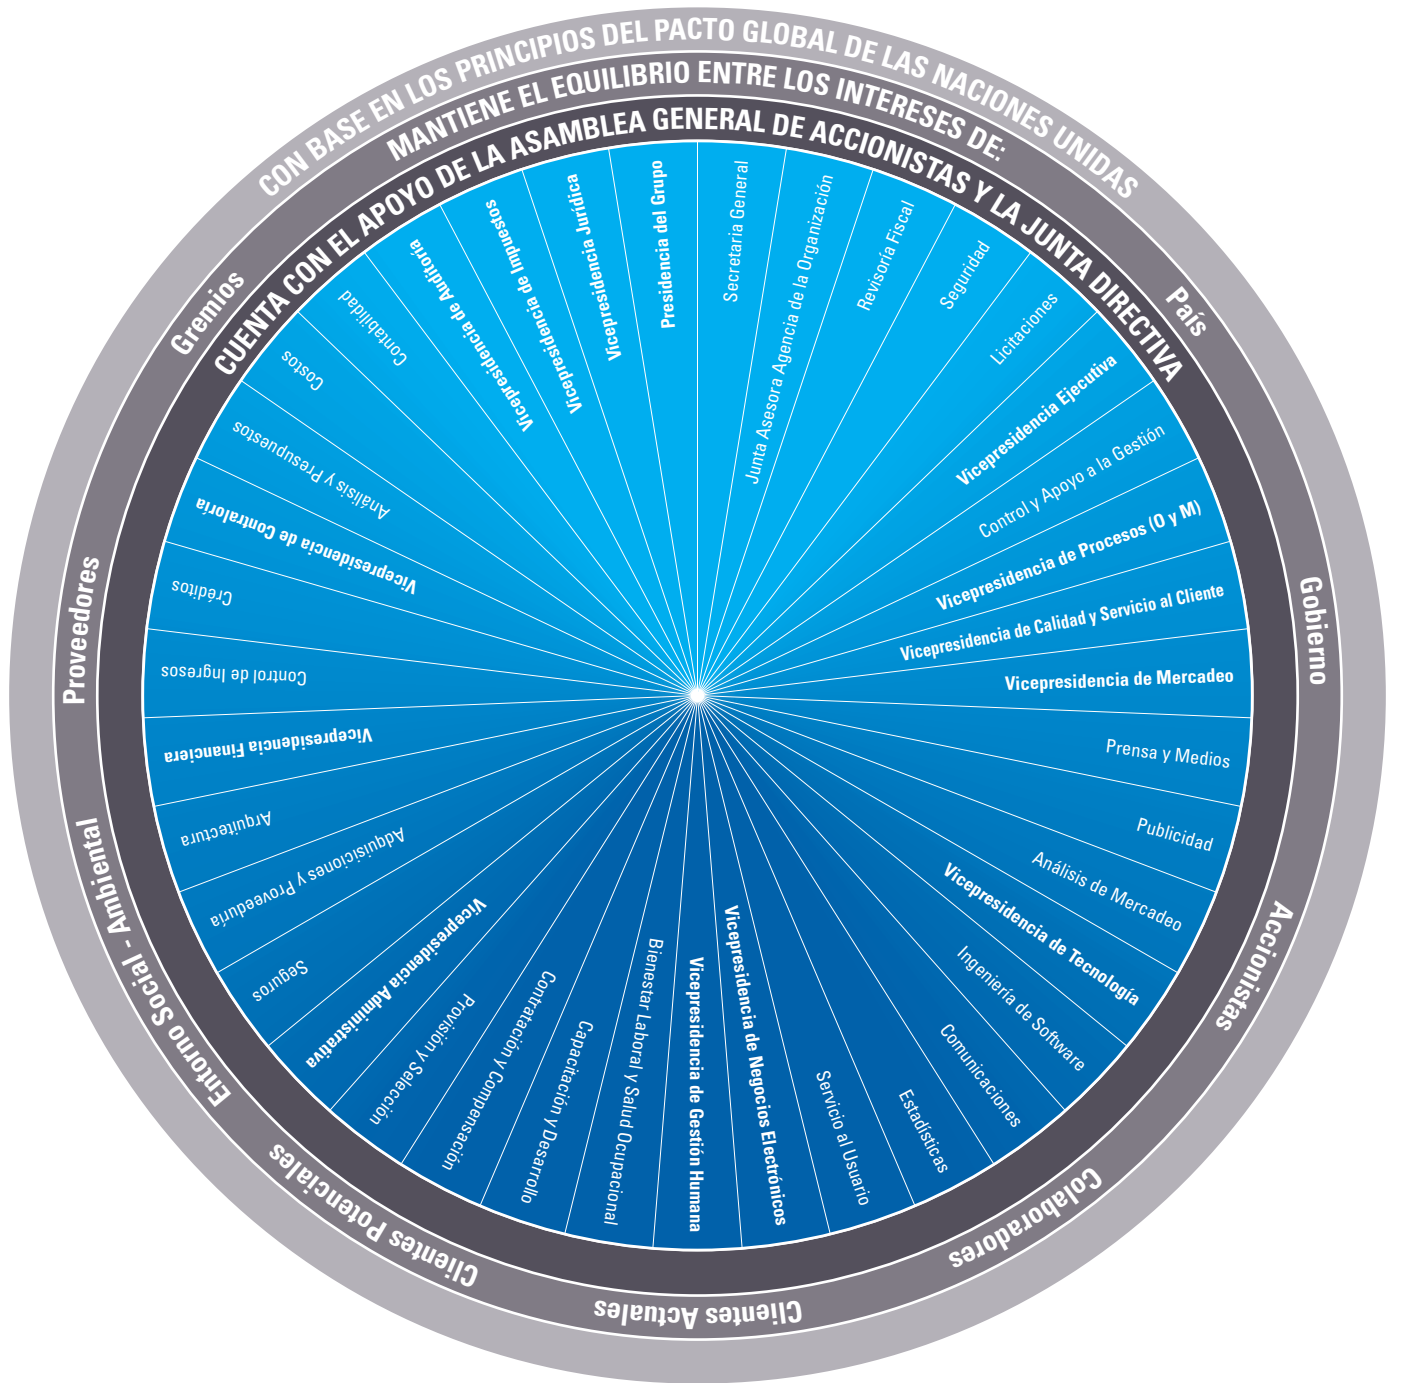 CON BASE EN LOS PRINCIPIOS DEL PACTO GLOBAL DE LAS NACIONES UNIDAS
MANTIENE EL EQUILIBRIO ENTRE LOS INTERESES DE:
País
Gobierno
Accionistas
Colaboradores
Clientes Actuales
Clientes Potenciales
Entorno Social - Ambiental
Proveedores
Gremios
CUENTA CON EL APOYO DE LA ASAMBLEA GENERAL DE ACCIONISTAS Y LA JUNTA DIRECTIVA
Presidencia del Grupo
Secretaria General
Junta Asesora Agencia de la Organización
Revisoría Fiscal
Seguridad
Licitaciones
Vicepresidencia Ejecutiva
Control y Apoyo a la Gestión
Vicepresidencia de Procesos (O y M)
Vicepresidencia de Calidad y Servicio al Cliente
Vicepresidencia de Mercadeo
Prensa y Medios
Publicidad
Análisis de Mercadeo
Vicepresidencia de Tecnología
Ingeniería de Software
Comunicaciones
Estadísticas
Servicio al Usuario
Vicepresidencia de Negocios Electrónicos
Vicepresidencia de Gestión Humana
Bienestar Laboral y Salud Ocupacional
Capacitación y Desarrollo
Contratación y Compensación
Provisión y Selección
Vicepresidencia Administrativa
Seguros
Adquisiciones y Proveeduría
Arquitectura
Vicepresidencia Financiera
Control de Ingresos
Créditos
Vicepresidencia de Contraloría
Análisis y Presupuestos
Costos
Contabilidad
Vicepresidencia de Auditoría
Vicepresidencia de Impuestos
Vicepresidencia Jurídica